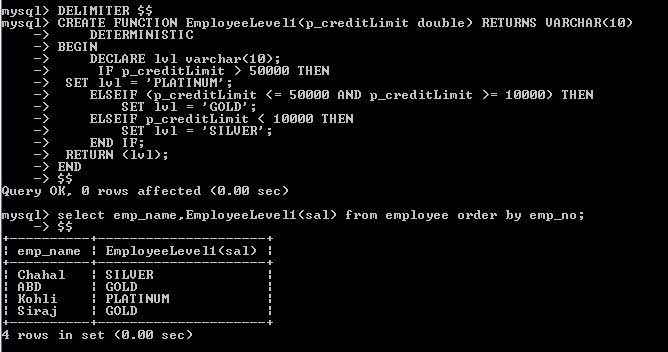 mysql> DELIMITER $$
mysql> CREATE FUNCTION EmployeeLevel1(p_creditLimit double) RETURNS VARCHAR(10)
    ->     DETERMINISTIC
    -> BEGIN
    ->     DECLARE lvl varchar(10);
    ->      IF p_creditLimit > 50000 THEN
    ->  SET lvl = 'PLATINUM';
    ->     ELSEIF (p_creditLimit <= 50000 AND p_creditLimit >= 10000) THEN
    ->         SET lvl = 'GOLD';
    ->     ELSEIF p_creditLimit < 10000 THEN
    ->         SET lvl = 'SILVER';
    ->     END IF;
    ->  RETURN (lvl);
    -> END
    -> $$
Query OK, 0 rows affected (0.00 sec)
mysql> select emp_name,EmployeeLevel1(sal) from employee order by emp_no;
    -> $$
+----------+---------------------+
| emp_name | EmployeeLevel1(sal) |
+----------+---------------------+
| Chahal   | SILVER              |
| ABD      | GOLD                |
| Kohli    | PLATINUM            |
| Siraj    | GOLD                |
+----------+---------------------+
4 rows in set (0.00 sec)